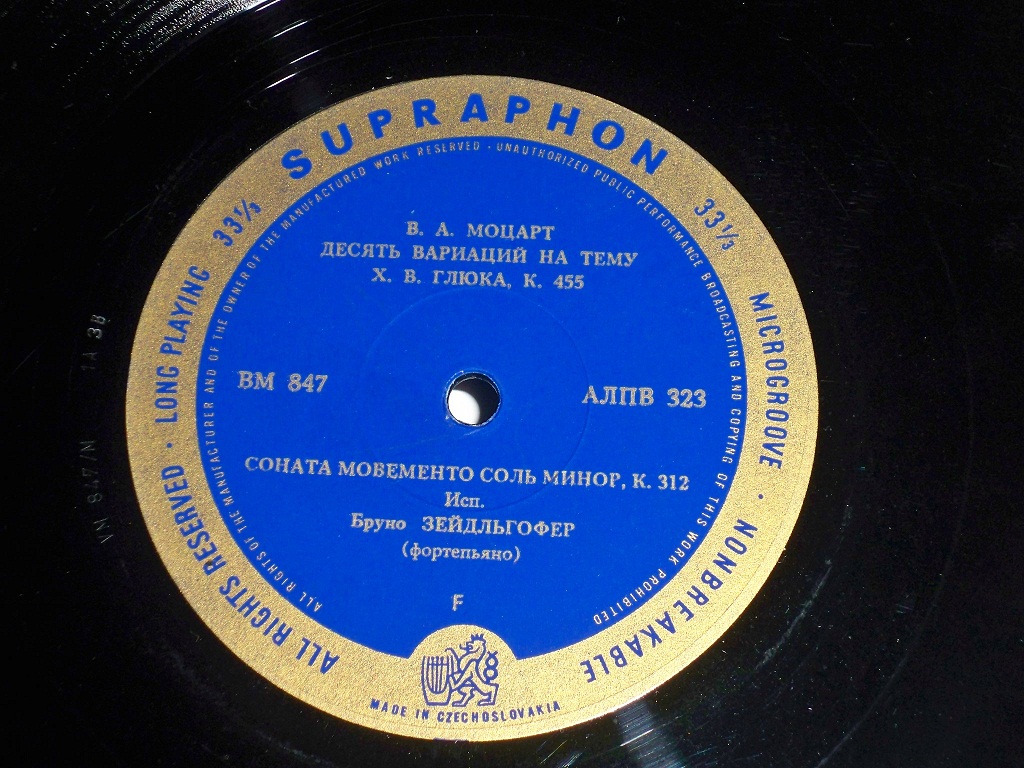 SUPRAPHON
33⅓
33⅓
LONG PLAYING
MICROGROOVE · NONBREAKABLE
ALL RIGHTS RESERVED ·
ALL RIGHTS OF THE MANUFACTURER AND OF THE OWNER OF THE MANUFACTURED WORK RESERVED · UNAUTHORIZED PUBLIC PERFORMANCE BROADCASTING AND COPYING OF THIS WORK PROHIBITED
В. А. МОЦАРТ
ДЕСЯТЬ ВАРИАЦИЙ НА ТЕМУ
Х. В. ГЛЮКА, К. 455
ВМ 847
АЛПВ 323
СОНАТА МОВЕМЕНТО СОЛЬ МИНОР, К. 312
Исп.
Бруно ЗЕЙДЛЬГОФЕР
(фортепьяно)
F
MADE IN CZECHOSLOVAKIA